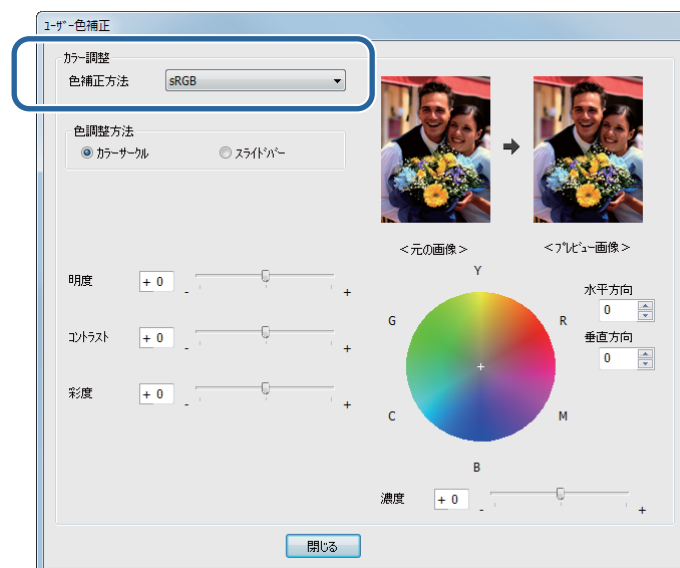 ﾕｰｻﾞｰ色補正
ｶﾗｰ調整
色補正方法 sRGB
色調整方法
ｶﾗｰｻｰｸﾙ ｽﾗｲﾄﾞﾊﾞｰ
<元の画像> <ﾌﾟﾚﾋﾞｭｰ画像>
Y
明度 + 0 - +
水平方向
0
G R
垂直方向
0
ｺﾝﾄﾗｽﾄ + 0 - +
彩度 + 0 - +
C M
B
濃度 + 0 - +
閉じる